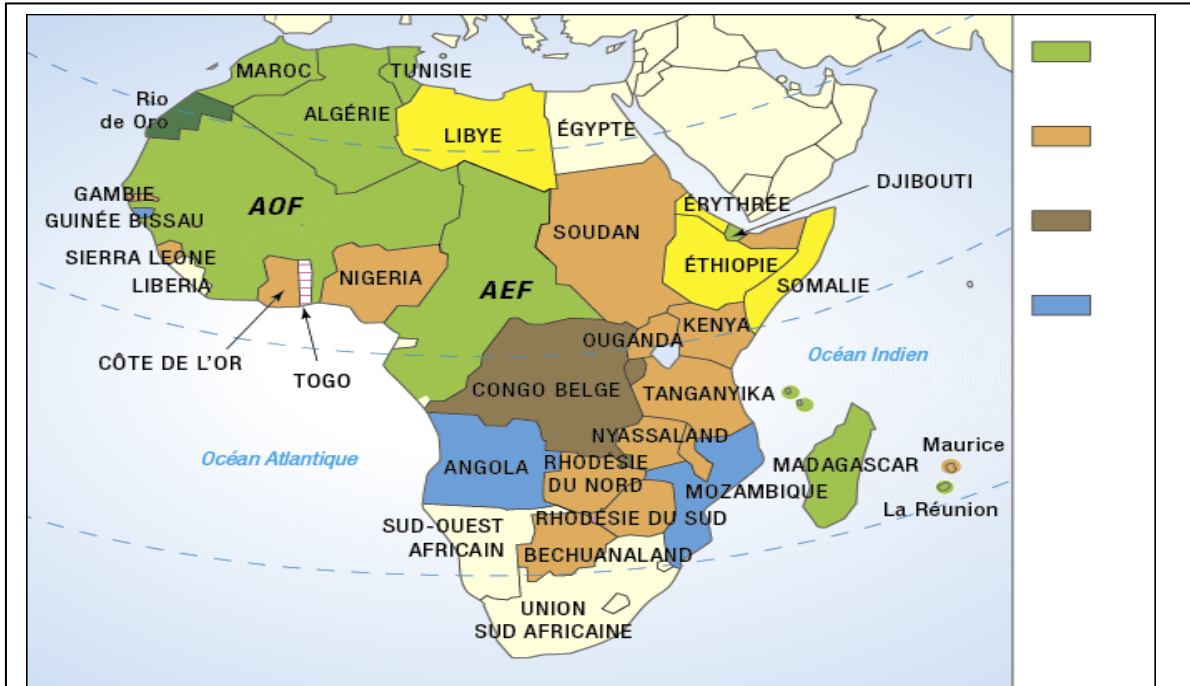 MAROC
TUNISIE
Rio
de Oro
ALGÉRIE
LIBYE
ÉGYPTE
DJIBOUTI
GAMBIE
AOF
ÉRYTHRÉE
GUINÉE BISSAU
SOUDAN
SIERRA LEONE
NIGERIA
ÉTHIOPIE
LIBERIA
AEF
SOMALIE
KENYA
OUGANDA
CÔTE DE L'OR
Océan Indien
TOGO
CONGO BELGE
TANGANYIKA
NYASSALAND
Maurice
Océan Atlantique
ANGOLA
RHODÉSIE
DU NORD
MADAGASCAR
MOZAMBIQUE
La Réunion
SUD-OUEST
AFRICAIN
RHODÉSIE DU SUD
BECHUANALAND
UNION
SUD AFRICAINE